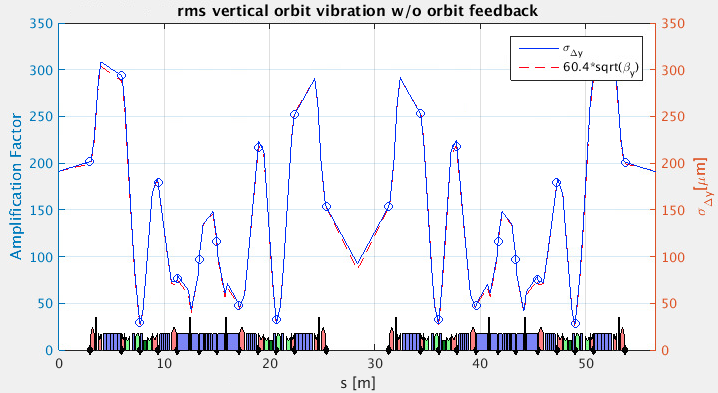 rms vertical orbit vibration w/o orbit feedback
350 350
300 300
250 250
200 200
150 150
100 100
50 50
0 0
0 10 20 30 40 50
s [m]
Amplification Factor
σ Δy[μm]
σΔy
60.4*sqrt(βy)